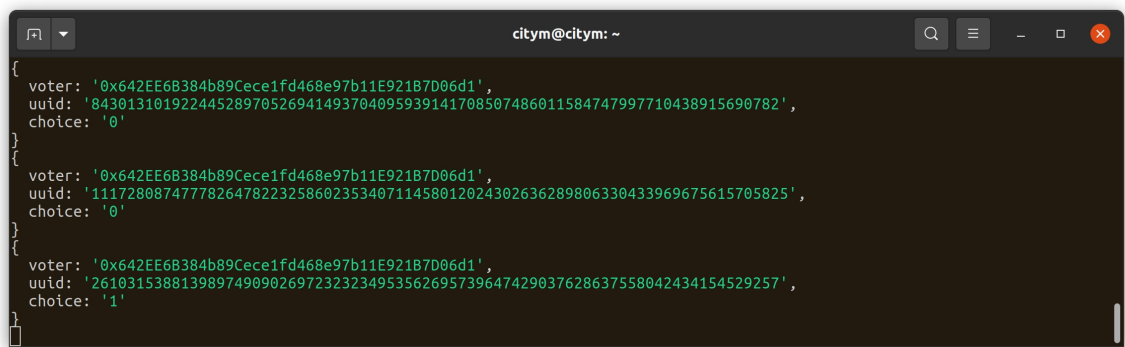 citym@citym: ~
{
  voter: '0x642EE6B384b89Cece1fd468e97b11E921B7D06d1',
  uuid: '84301310192244528970526941493704095939141708507486011584747997710438915690782',
  choice: '0'
}
{
  voter: '0x642EE6B384b89Cece1fd468e97b11E921B7D06d1',
  uuid: '111728087477782647822325860235340711458012024302636289806330433969675615705825',
  choice: '0'
}
{
  voter: '0x642EE6B384b89Cece1fd468e97b11E921B7D06d1',
  uuid: '26103153881398974909026972323234953562695739647429037628637558042434154529257',
  choice: '1'
}